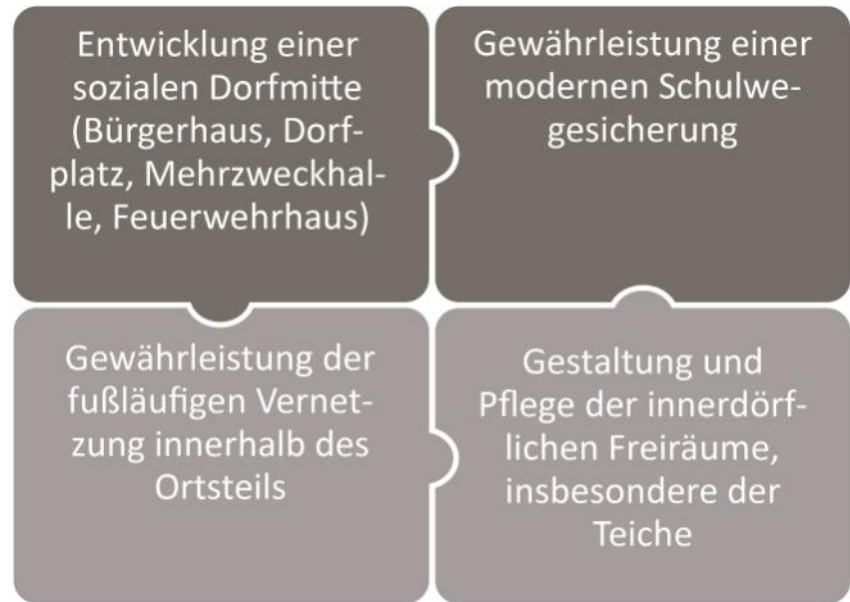 Entwicklung einer
sozialen Dorfmitte
(Bürgerhaus, Dorf-
platz, Mehrzweckhal-
le, Feuerwehrhaus)
Gewährleistung einer
modernen Schulwe-
gesicherung
Gewährleistung der
fußläufigen Vernet-
zung innerhalb des
Ortsteils
Gestaltung und
Pflege der innerdörf-
lichen Freiräume,
insbesondere der
Teiche